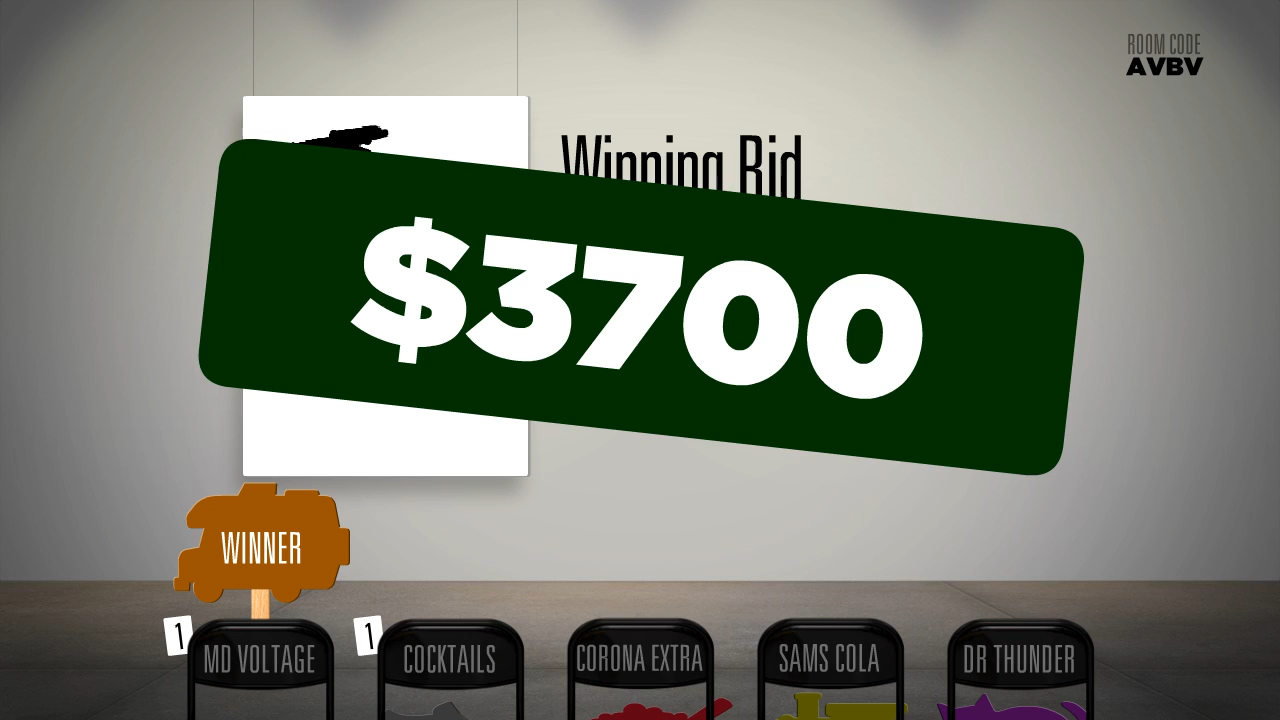 ROOM CODE
AVBV
Winning Bid
$3700
WINNER
1
1
MD VOLTAGE
COCKTAILS
CORONA EXTRA
SAMS COLA
DR THUNDER